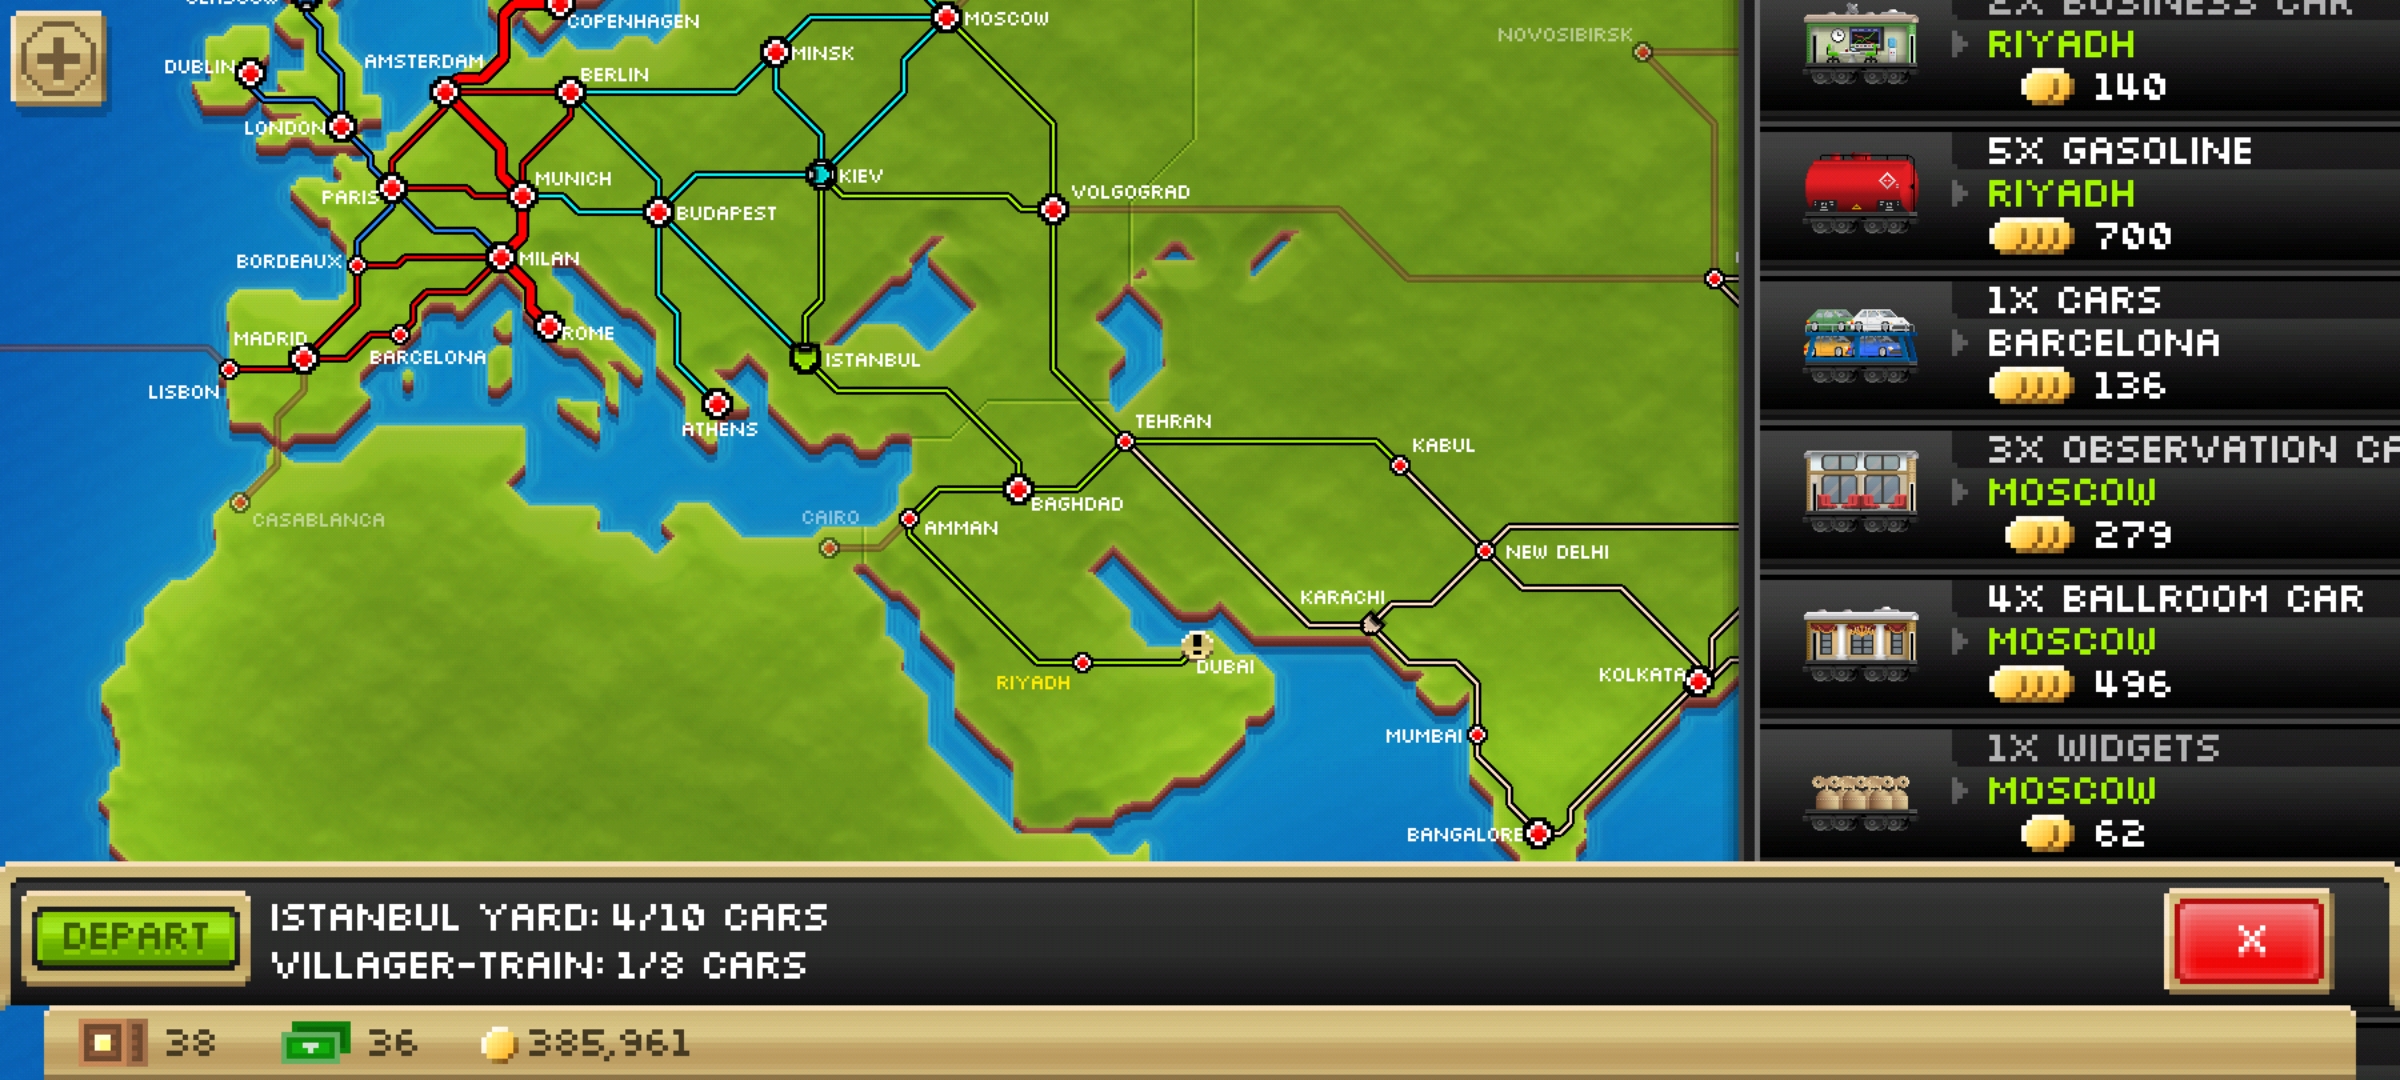 COPENHAGEN
MOSCOW
NOVOSIBIRSK
AMSTERDAM
MINSK
DUBLIN
BERLIN
LONDON
MUNICH
KIEV
PARIS
VOLGOGRAD
BUDAPEST
BORDEAUX
MILAN
ROME
MADRID
BARCELONA
ISTANBUL
LISBON
ATHENS
TEHRAN
KABUL
CASABLANCA
CAIRO
BAGHDAD
AMMAN
NEW DELHI
KARACHI
DUBAI
RIYADH
KOLKATA
MUMBAI
BANGALORE
2X BUSINESS CAR
RIYADH
140
5X GASOLINE
RIYADH
700
1X CARS
BARCELONA
136
3X OBSERVATION CA
MOSCOW
279
4X BALLROOM CAR
MOSCOW
496
1X WIDGETS
MOSCOW
62
DEPART
ISTANBUL YARD: 4/10 CARS
VILLAGER-TRAIN: 1/8 CARS
X
38
36
385,961